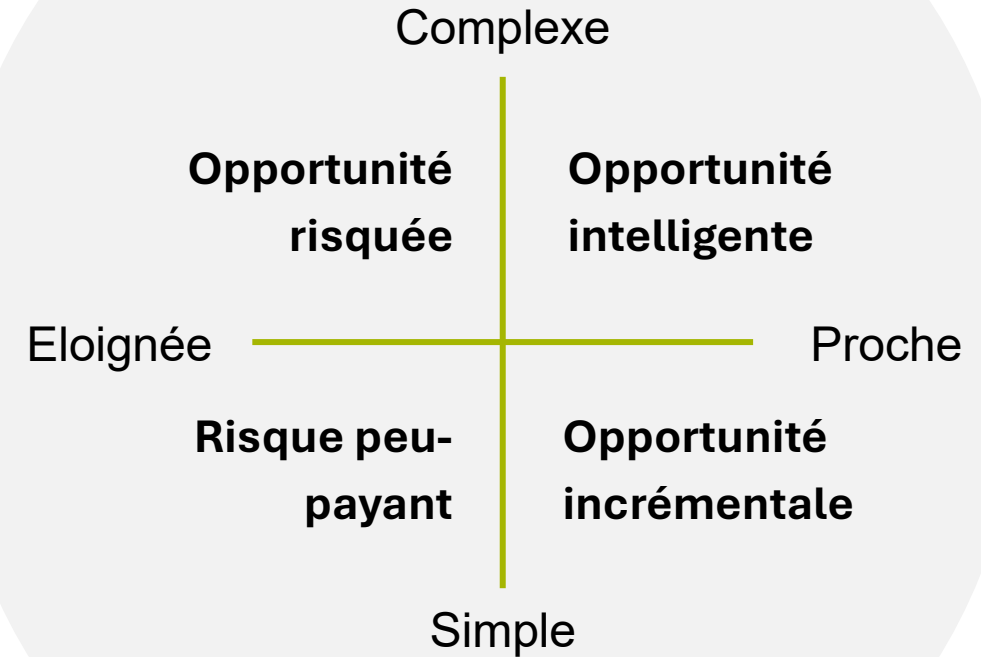 Complexe
Opportunité
risquée
Opportunité
intelligente
Eloignée
Proche
Risque peu-
payant
Opportunité
incrémentale
Simple